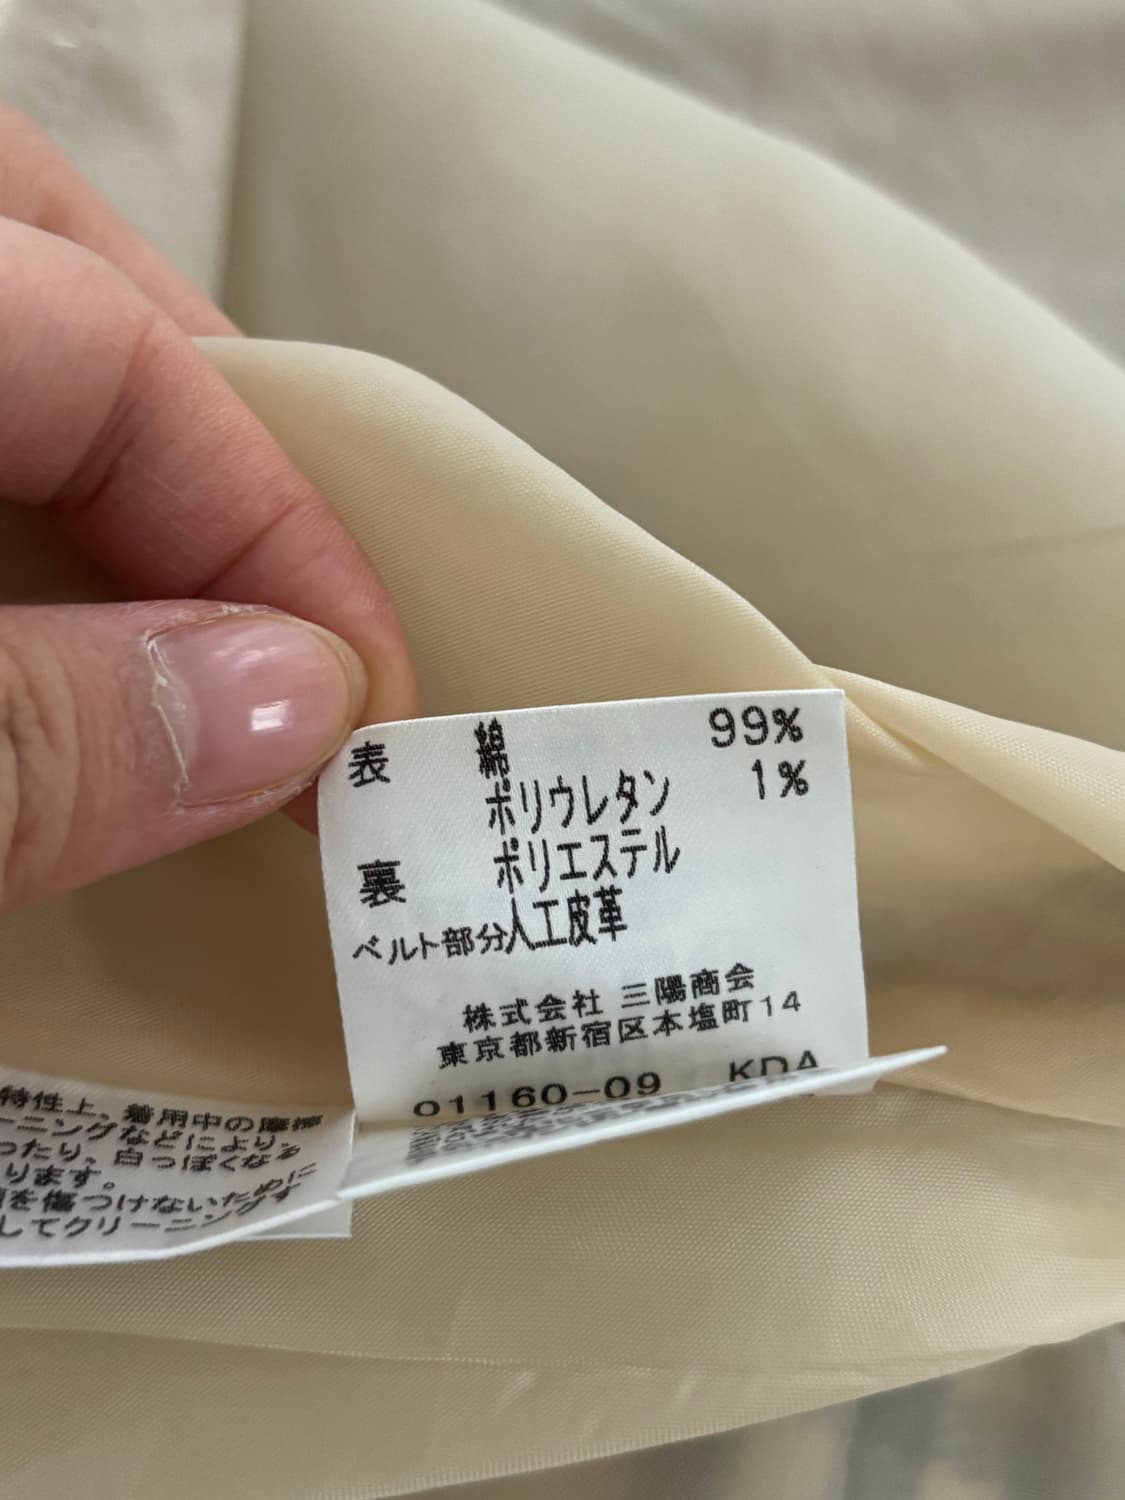 表 綿 99%
ポリウレタン 1%
裏 ポリエステル
ベルト部分人工皮革
株式会社 三陽商会
東京都新宿区本塩町14
01160-09 KDA
特性上、着用中の摩擦
ーニングなどにより、
ったり、白っぽくなる
ります。
を傷つけないために
してクリーニングす